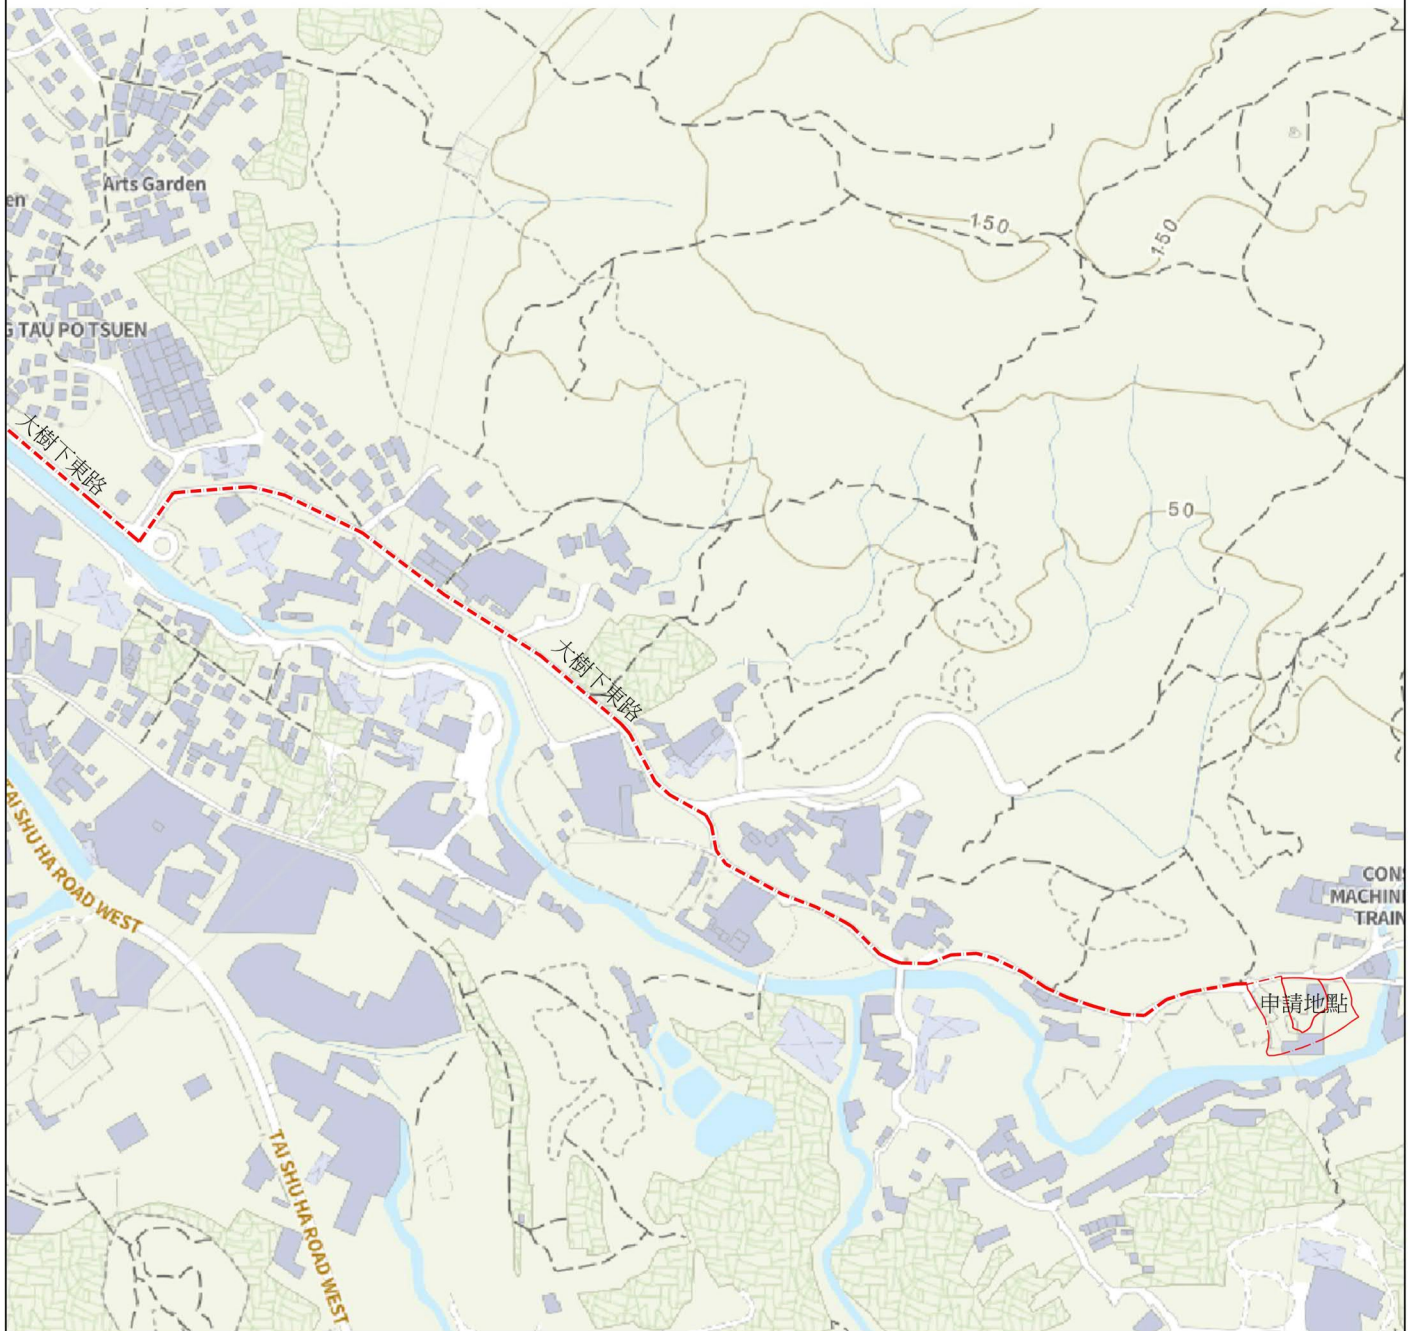 Arts Garden
en
150
150
G TAU PO TSUEN
大樹下東路
50
大樹下東路
TAI SHU HA ROAD WEST
CONS
MACHINE
TRAIN
申請地點
TAI SHU HA ROAD WEST